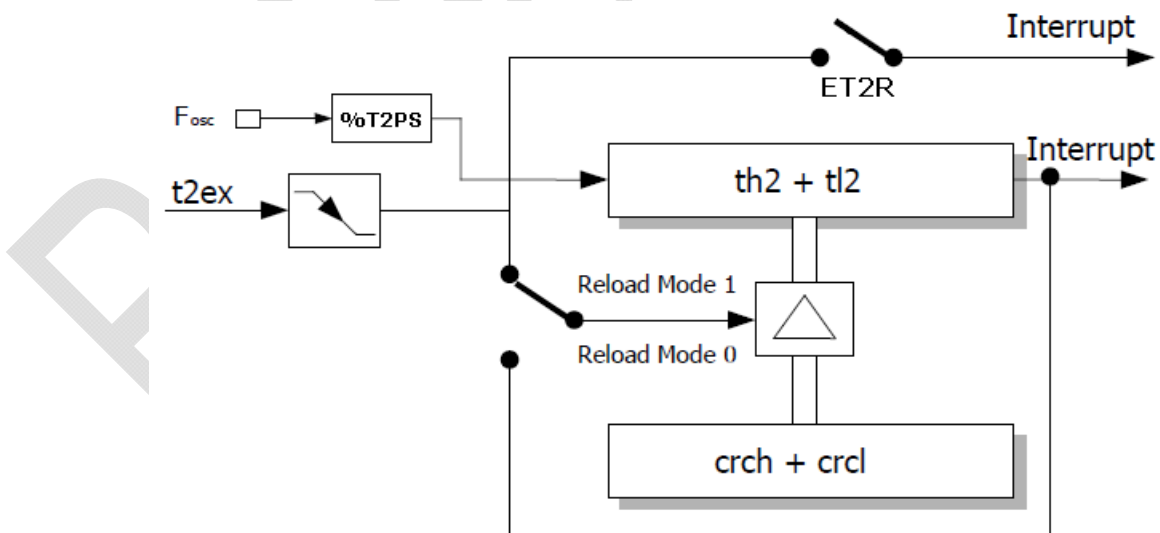 Interrupt
ET2R
Fosc
%T2PS
th2 + tl2
Interrupt
t2ex
Reload Mode 1
Reload Mode 0
crch + crcl